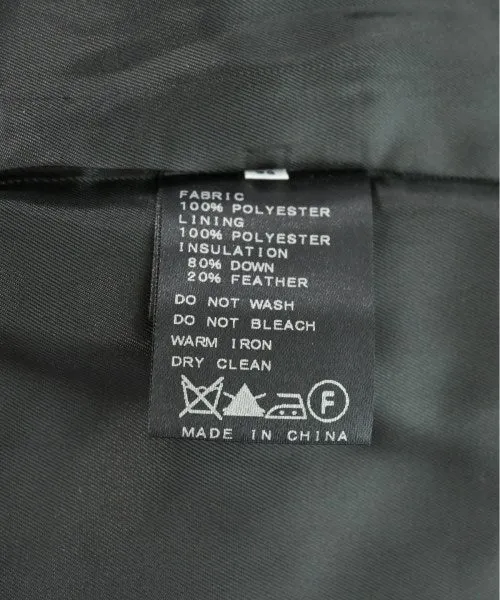 FABRIC
100% POLYESTER
LINING
100% POLYESTER
INSULATION
80% DOWN
20% FEATHER
DO NOT WASH
DO NOT BLEACH
WARM IRON
DRY CLEAN
F
MADE IN CHINA